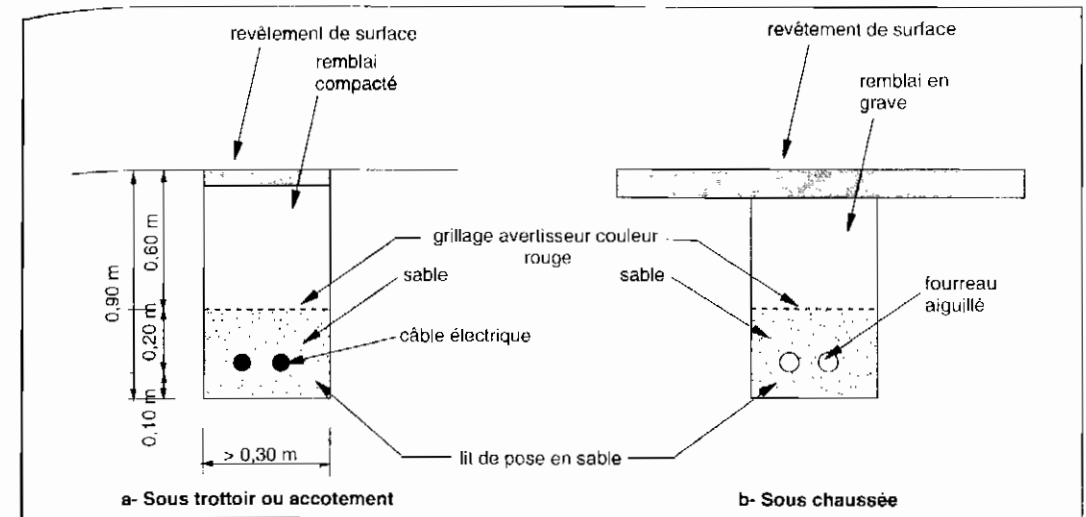 revêlement de surface
remblai
compacté
revêtement de surface
remblai en
grave
0,90 m
0,60 m
0,20 m
0,10 m
grillage avertisseur couleur
rouge
sable
sable
fourreau
aiguillé
câble électrique
> 0,30 m
lit de pose en sable
a- Sous trottoir ou accotement
b- Sous chaussée